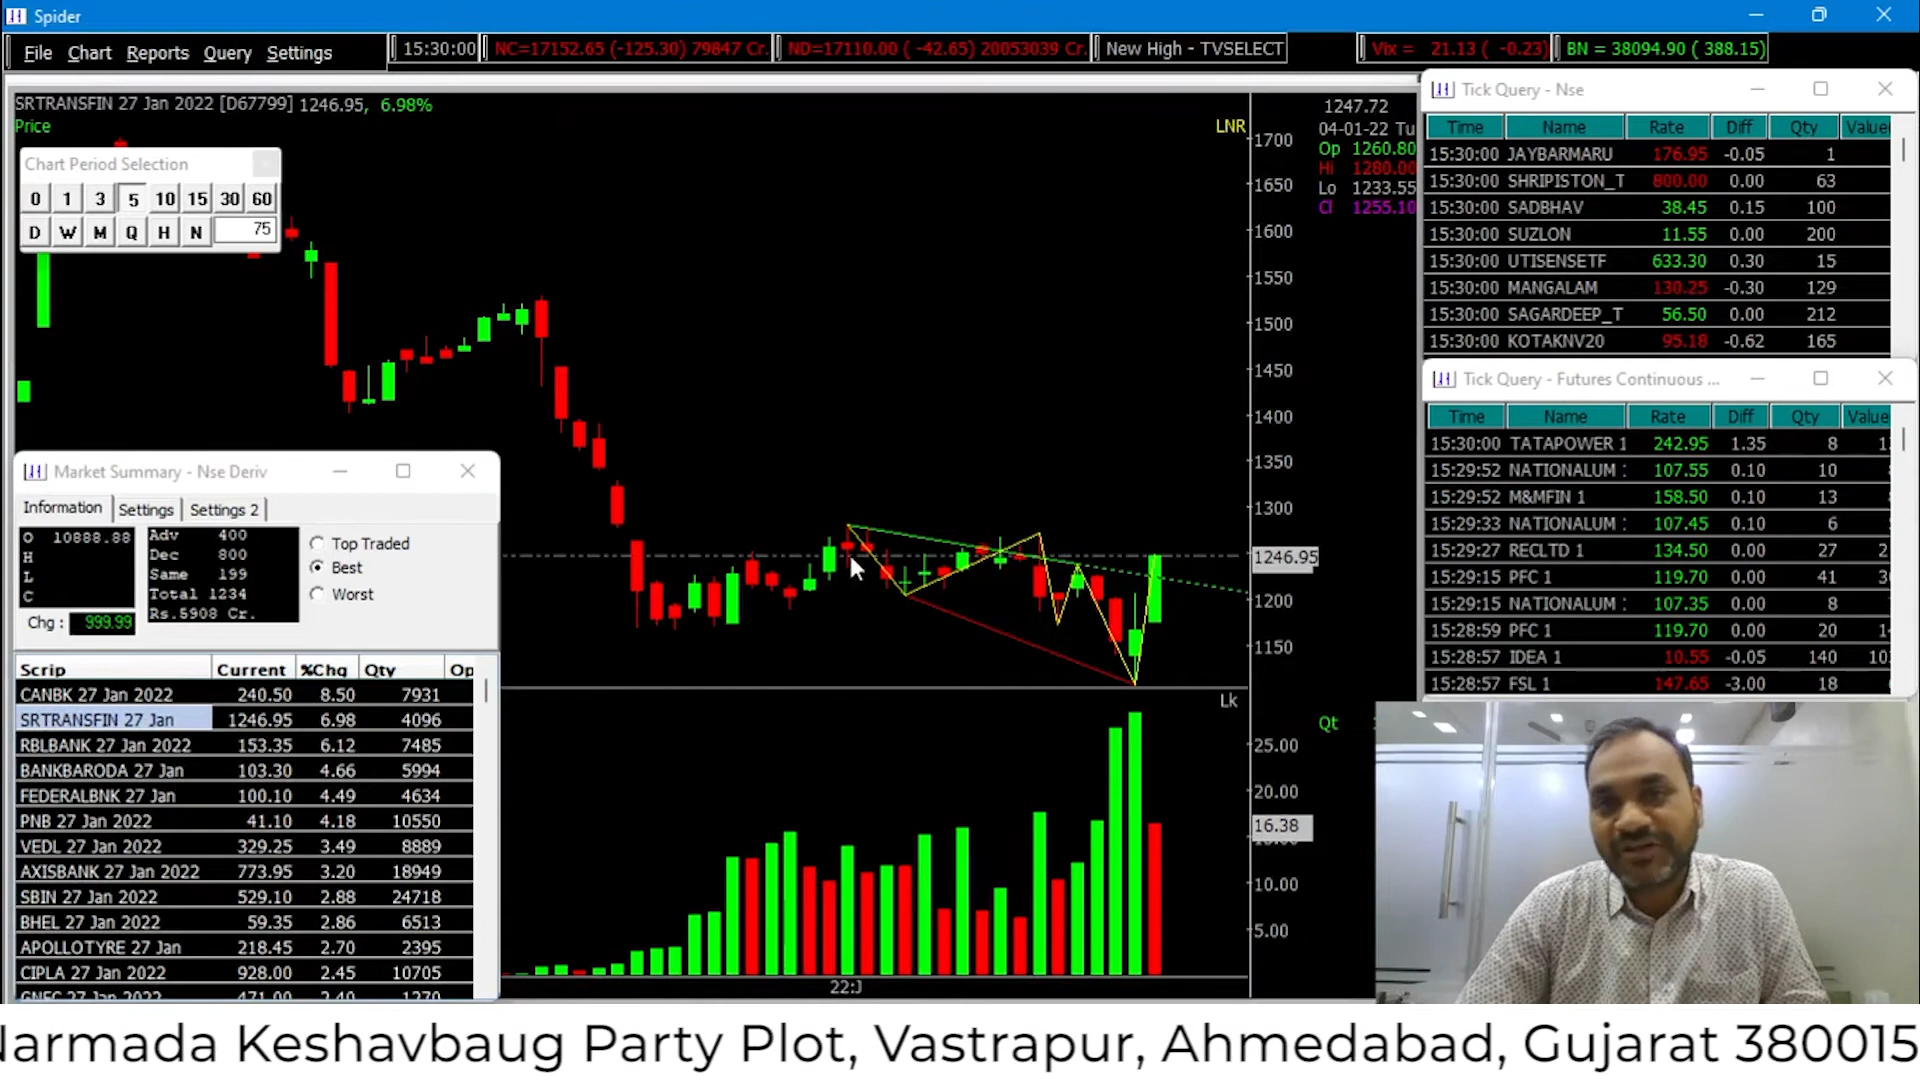 Spider
File Chart Reports Query Settings
15:30:00 NC=17152.65 (-125.30) 79847 Cr. ND=17110.00 ( -42.65) 20053039 Cr. New High - TVSELECT Vix = 21.13 ( -0.23) BN = 38094.90 ( 388.15)
SRTRANSFIN 27 Jan 2022 [D67799] 1246.95, 6.98%
Price
LNR
Chart Period Selection
0 1 3 5 10 15 30 60
D W M Q H N 75
1700
1650
1600
1550
1500
1450
1400
1350
1300
1246.95
1200
1150
1247.72
04-01-22 Tu
Op 1260.80
Hi 1280.00
Lo 1233.55
Cl 1255.10
Lk
Qt
25.00
20.00
16.38
10.00
5.00
22:J
Market Summary - Nse Deriv
Information Settings Settings 2
O 10888.88
H
L
C
Chg : 999.99
Adv 400
Dec 800
Same 199
Total 1234
Rs.5908 Cr.
Top Traded
Best
Worst
Scrip Current %Chg Qty Op
CANBK 27 Jan 2022 240.50 8.50 7931
SRTRANSFIN 27 Jan 1246.95 6.98 4096
RBLBANK 27 Jan 2022 153.35 6.12 7485
BANKBARODA 27 Jan 103.30 4.66 5994
FEDERALBNK 27 Jan 100.10 4.49 4634
PNB 27 Jan 2022 41.10 4.18 10550
VEDL 27 Jan 2022 329.25 3.49 8889
AXISBANK 27 Jan 2022 773.95 3.20 18949
SBIN 27 Jan 2022 529.10 2.88 24718
BHEL 27 Jan 2022 59.35 2.86 6513
APOLLOTYRE 27 Jan 218.45 2.70 2395
CIPLA 27 Jan 2022 928.00 2.45 10705
GNFC 27 Jan 2022 471.00 2.40 1270
Tick Query - Nse
Time Name Rate Diff Qty Value
15:30:00 JAYBARMARU 176.95 -0.05 1
15:30:00 SHRIPISTON_T 800.00 0.00 63
15:30:00 SADBHAV 38.45 0.15 100
15:30:00 SUZLON 11.55 0.00 200
15:30:00 UTISENSETF 633.30 0.30 15
15:30:00 MANGALAM 130.25 -0.30 129
15:30:00 SAGARDEEP_T 56.50 0.00 212
15:30:00 KOTAKNV20 95.18 -0.62 165
Tick Query - Futures Continuous ...
Time Name Rate Diff Qty Value
15:30:00 TATAPOWER 1 242.95 1.35 8 1
15:29:52 NATIONALUM : 107.55 0.10 10
15:29:52 M&MFIN 1 158.50 0.10 13
15:29:33 NATIONALUM : 107.45 0.10 6
15:29:27 RECLTD 1 134.50 0.00 27 2
15:29:15 PFC 1 119.70 0.00 41 3
15:29:15 NATIONALUM : 107.35 0.00 8
15:28:59 PFC 1 119.70 0.00 20 1
15:28:57 IDEA 1 10.55 -0.05 140 10
15:28:57 FSL 1 147.65 -3.00 18
Narmada Keshavbaug Party Plot, Vastrapur, Ahmedabad, Gujarat 380015